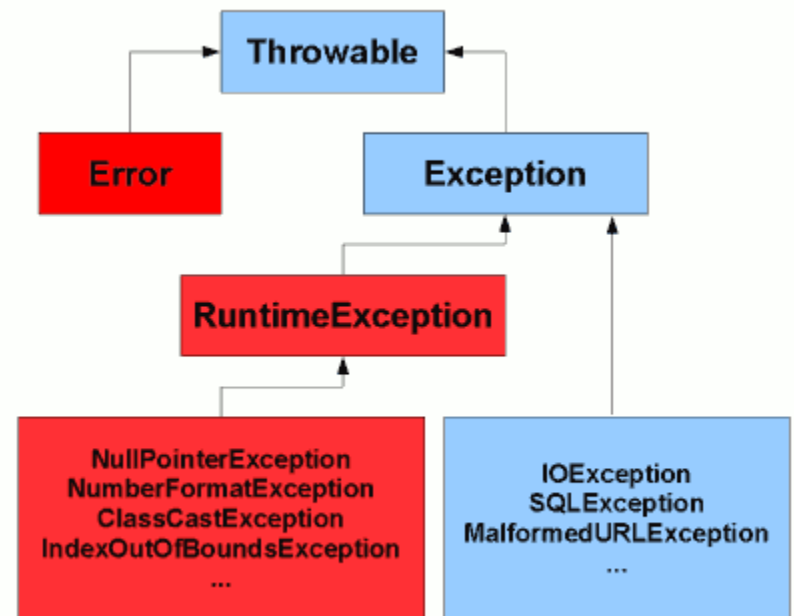 Throwable
Error
Exception
RuntimeException
NullPointerException
NumberFormatException
ClassCastException
IndexOutOfBoundsException
...
IOException
SQLException
MalformedURLException
...